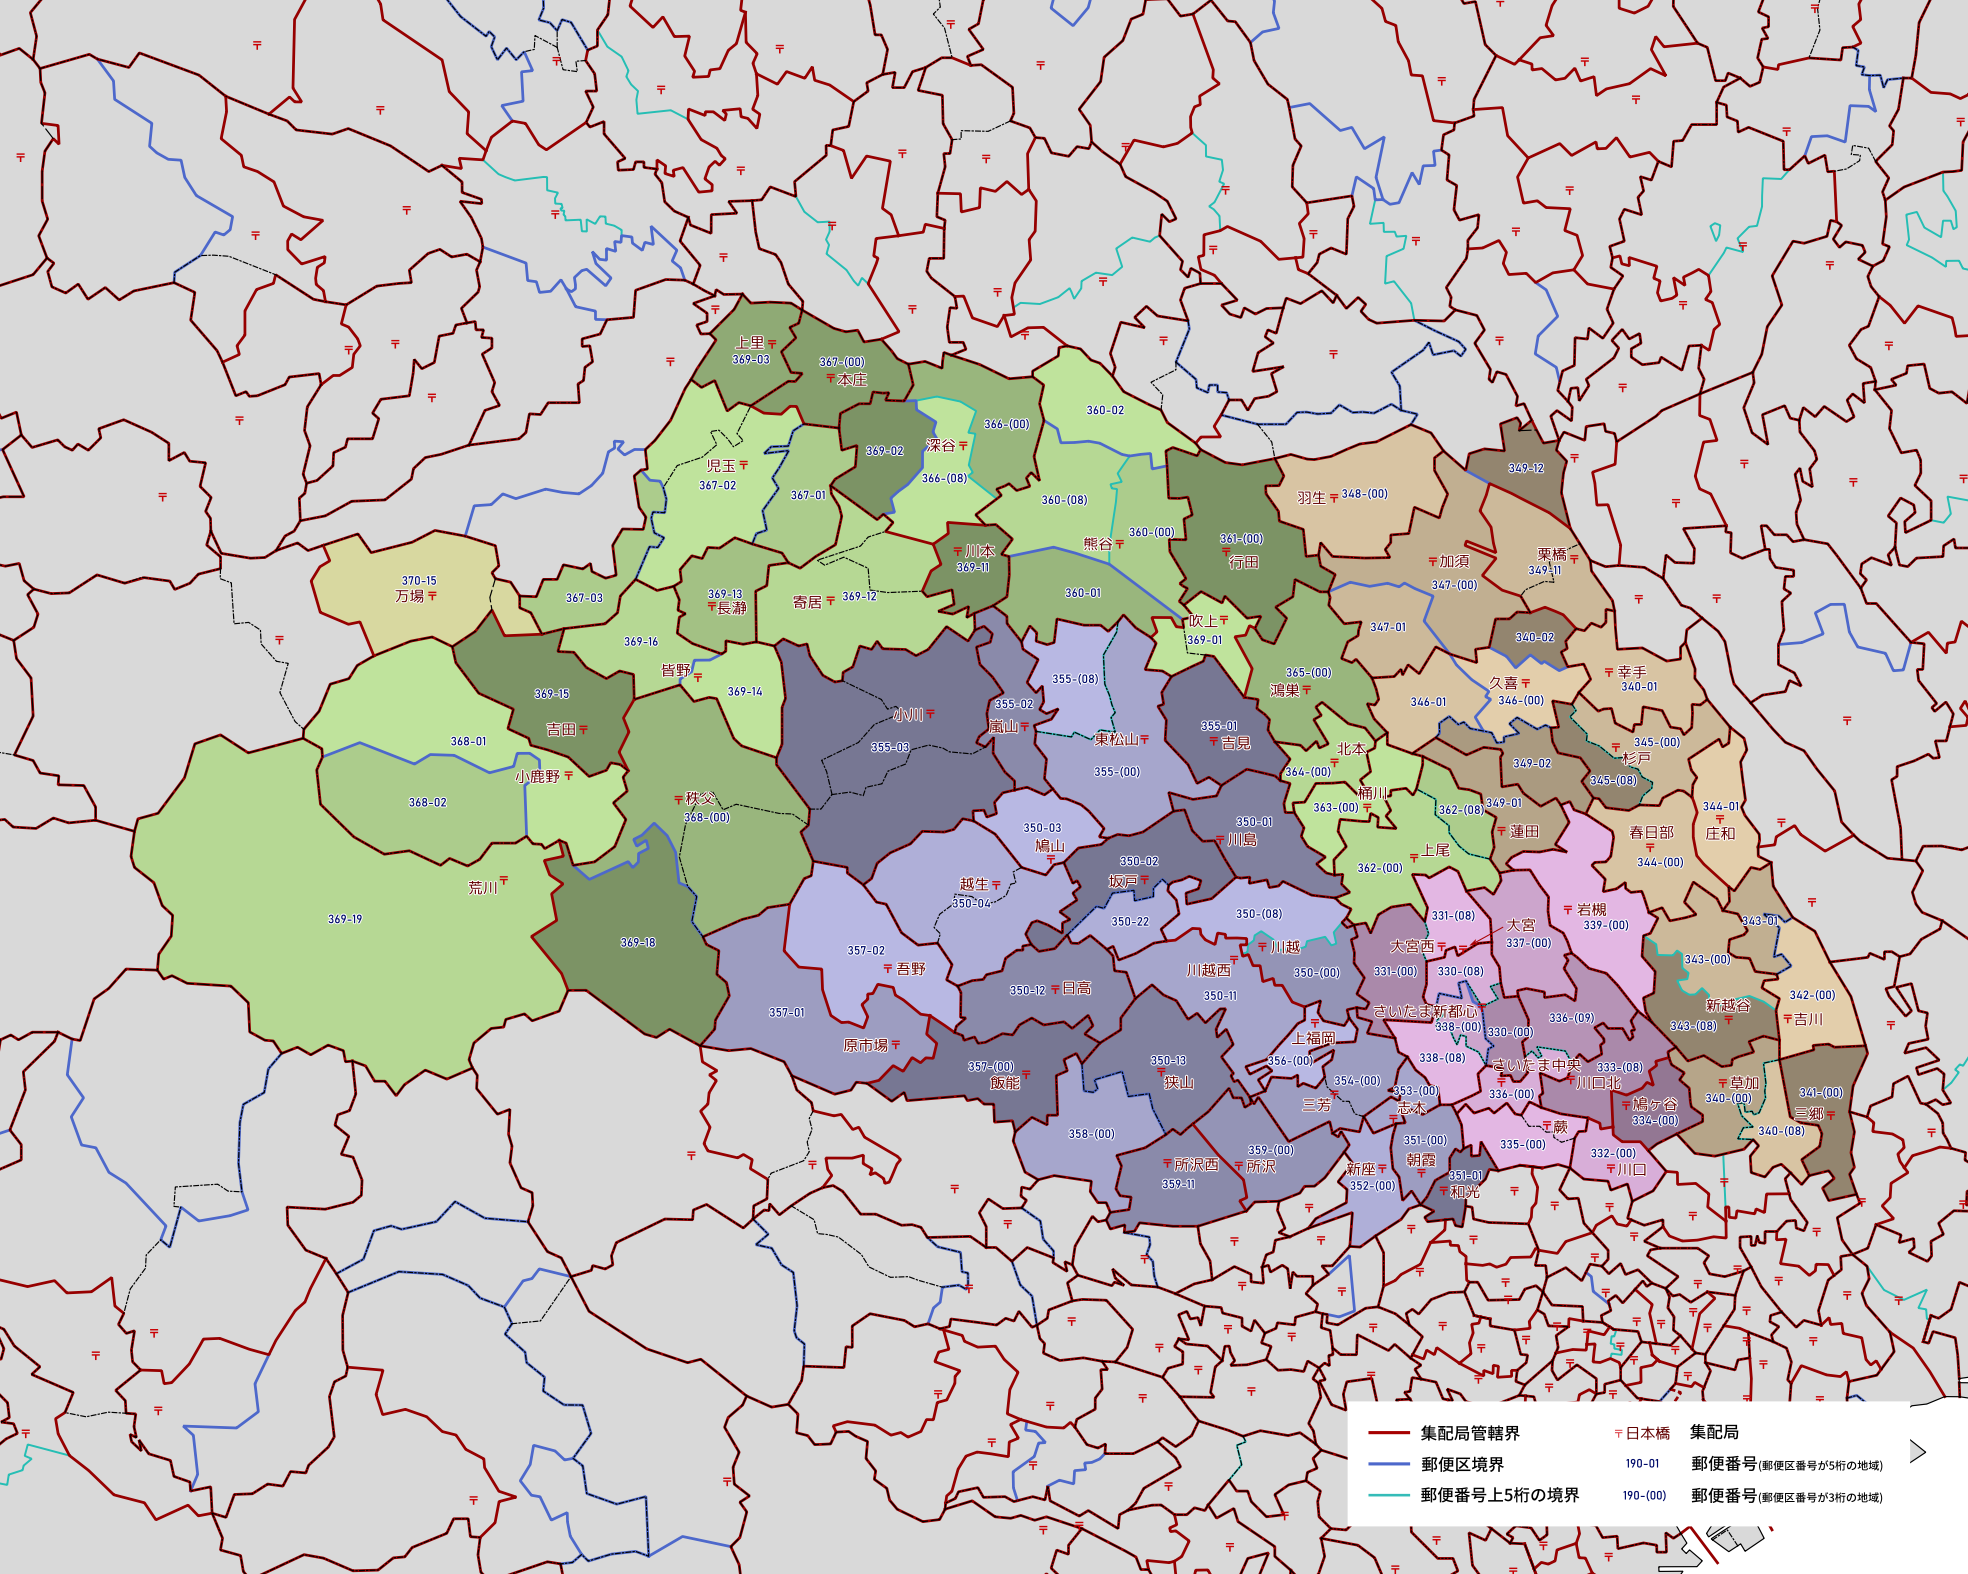 上里
369-03
367-(00)
本庄
360-02
366-(00)
369-02
深谷
366-(08)
児玉
367-02
367-01
360-(08)
360-(00)
熊谷
361-(00)
行田
羽生 348-(00)
349-12
加須
347-(00)
栗橋
349-11
川本
369-11
370-15
万場
367-03
369-13
長瀞
寄居 369-12
360-01
吹上
369-01
347-01
340-02
369-16
皆野
369-14
369-15
吉田
365-(00)
鴻巣
346-01
久喜
346-(00)
幸手
340-01
355-(08)
355-02
嵐山
小川
355-03
東松山
355-(00)
355-01
吉見
368-01
小鹿野
368-02
秩父
368-(00)
北本
364-(00)
桶川
363-(00)
362-(08)
上尾
362-(00)
349-02
349-01
蓮田
345-(00)
杉戸
345-(08)
344-01
庄和
春日部
344-(00)
350-03
鳩山
350-01
川島
350-02
坂戸
越生
350-04
350-22
350-(08)
川越
350-(00)
荒川
369-19
369-18
357-02
吾野
357-01
原市場
350-12 日高
川越西
350-11
331-(08)
大宮
337-(00)
大宮西
331-(00)
330-(08)
岩槻
339-(00)
343-01
343-(00)
新越谷
343-(08)
342-(00)
吉川
さいたま新都心
338-(00)
330-(00)
336-(09)
338-(08)
さいたま中央
336-(00)
333-(08)
川口北
上福岡
356-(00)
350-13
狭山
357-(00)
飯能
354-(00)
三芳
353-(00)
志木
鳩ヶ谷
334-(00)
草加
340-(00)
340-(08)
341-(00)
三郷
358-(00)
359-(00)
所沢
所沢西
359-11
新座
352-(00)
351-(00)
朝霞
351-01
和光
蕨
335-(00)
332-(00)
川口
集配局管轄界
日本橋 集配局
郵便区境界
190-01 郵便番号(郵便区番号が5桁の地域)
郵便番号上5桁の境界
190-(00) 郵便番号(郵便区番号が3桁の地域)